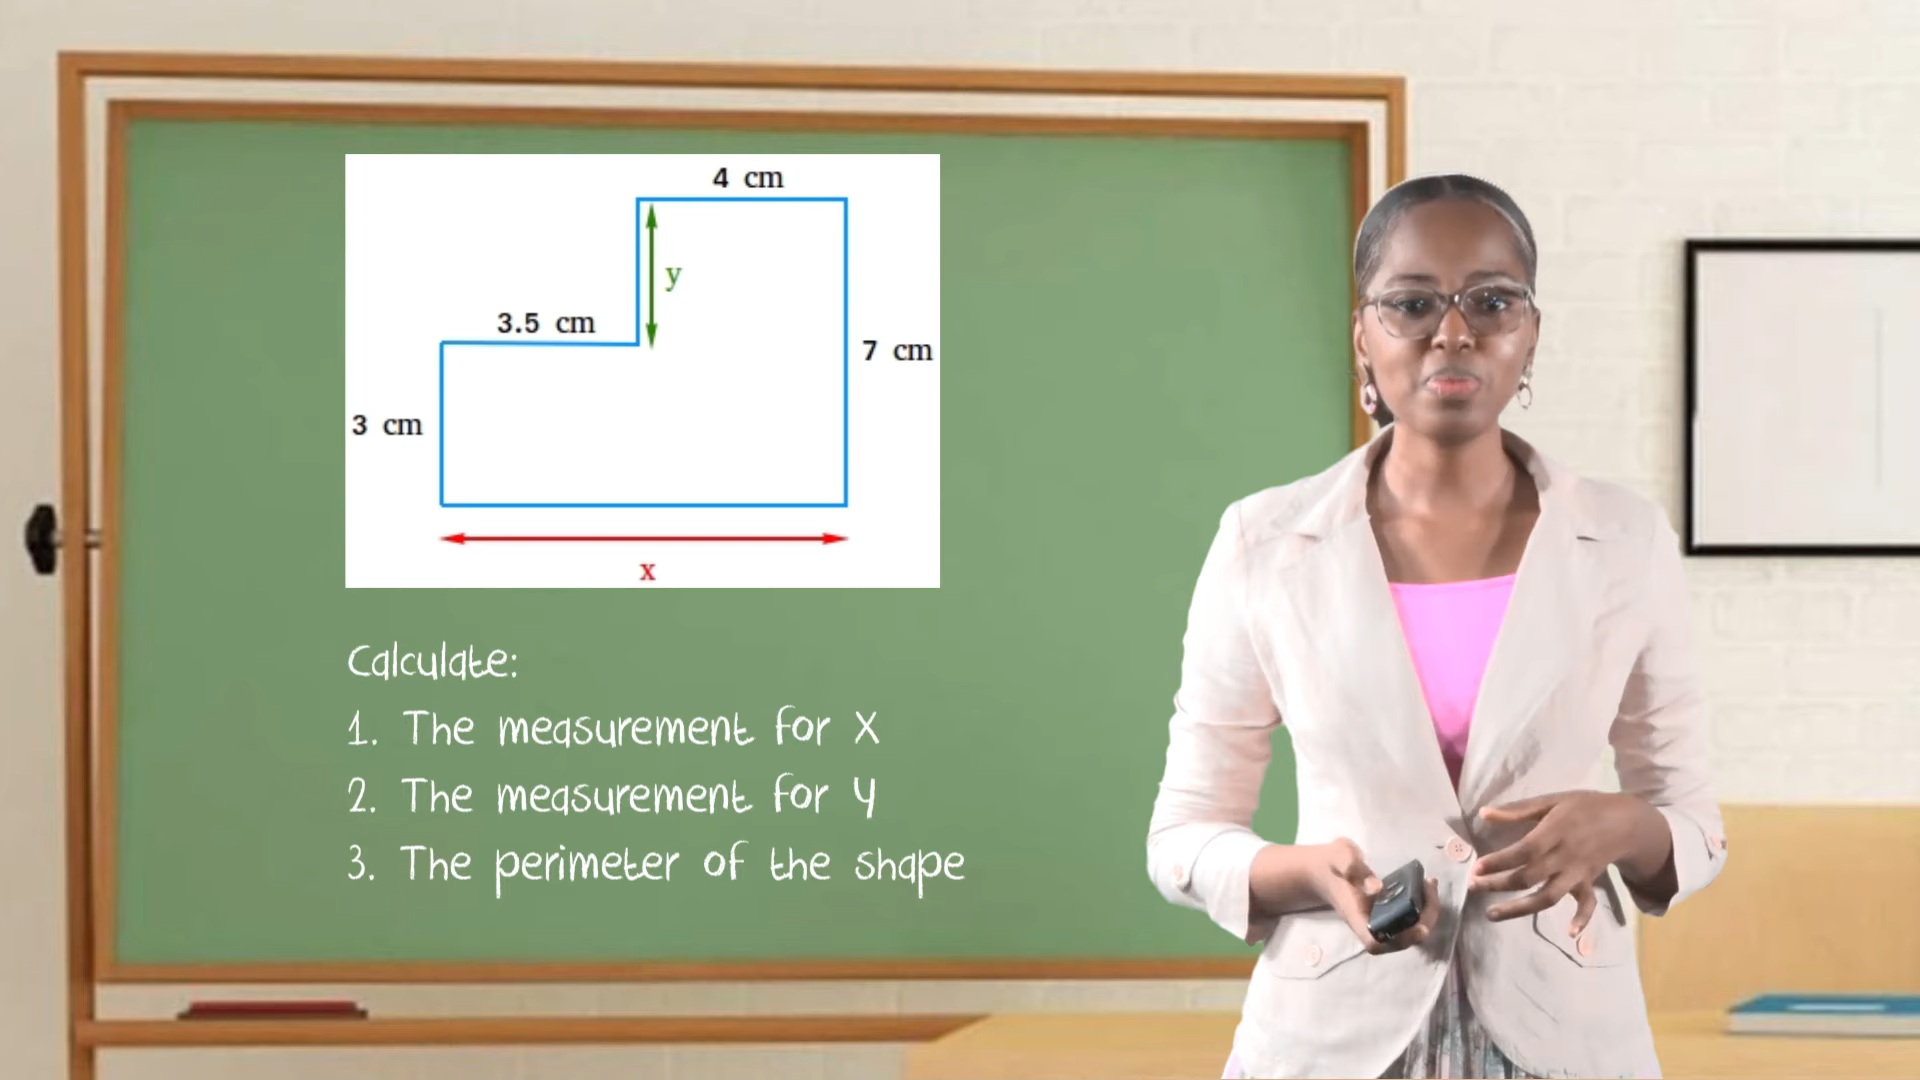 4 cm
y
3.5 cm
7 cm
3 cm
x
Calculate:
1. The measurement for X
2. The measurement for y
3. The perimeter of the shape